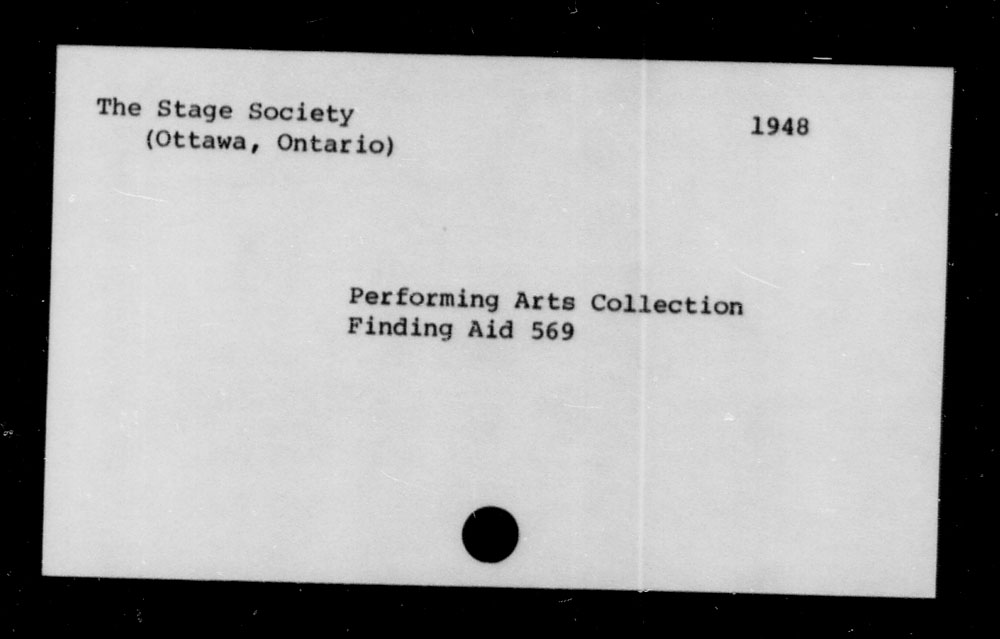 The Stage Society 1948
(Ottawa, Ontario)
Performing Arts Collection
Finding Aid 569